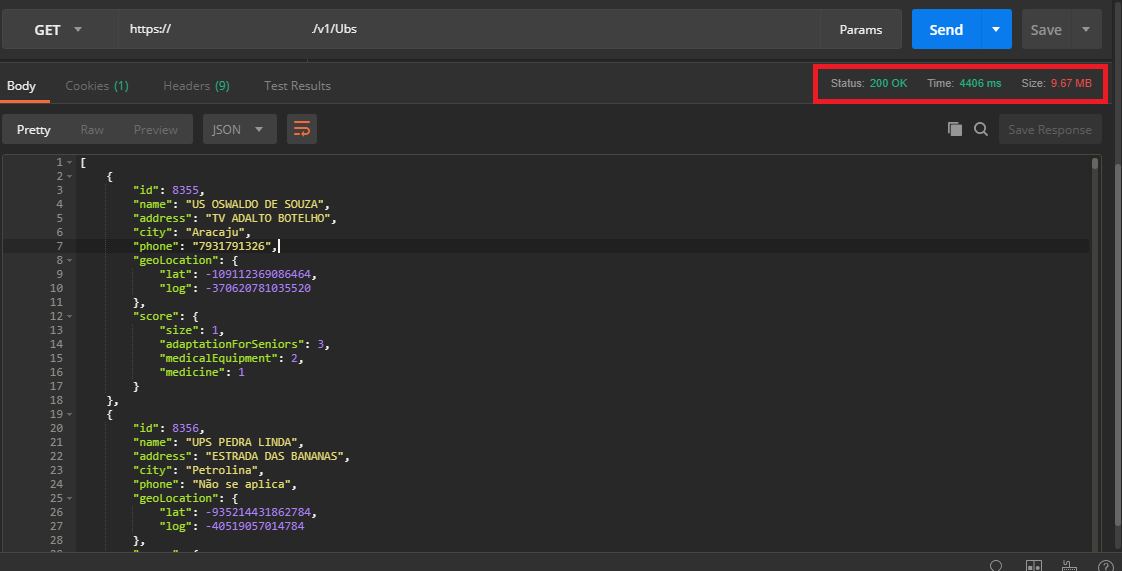 GET https:// ./v1/Ubs Params Send Save
Body Cookies (1) Headers (9) Test Results Status: 200 OK Time: 4406 ms Size: 9.67 MB
Pretty Raw Preview JSON Save Response
1 [
2 {
3 "id": 8355,
4 "name": "US OSWALDO DE SOUZA",
5 "address": "TV ADALTO BOTELHO",
6 "city": "Aracaju",
7 "phone": "7931791326",
8 "geoLocation": {
9 "lat": -109112369086464,
10 "log": -370620781035520
11 },
12 "score": {
13 "size": 1,
14 "adaptationForSeniors": 3,
15 "medicalEquipment": 2,
16 "medicine": 1
17 }
18 },
19 {
20 "id": 8356,
21 "name": "UPS PEDRA LINDA",
22 "address": "ESTRADA DAS BANANAS",
23 "city": "Petrolina",
24 "phone": "Não se aplica",
25 "geoLocation": {
26 "lat": -935214431862784,
27 "log": -40519057014784
28 },